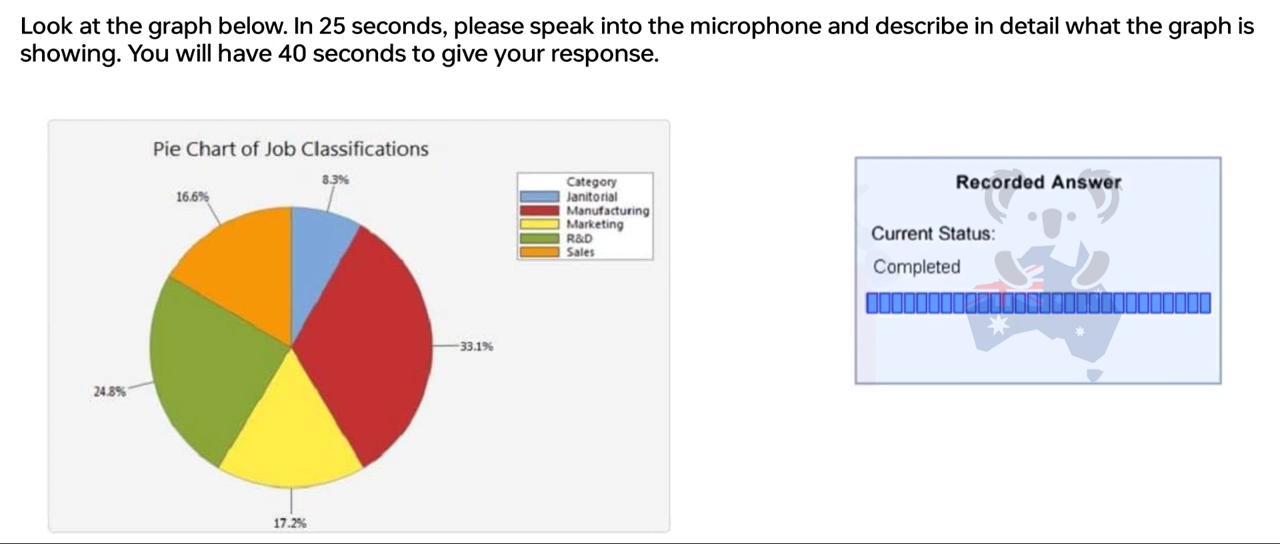 Look at the graph below. In 25 seconds, please speak into the microphone and describe in detail what the graph is
showing. You will have 40 seconds to give your response.
Pie Chart of Job Classifications
8.3%
16.6%
33.1%
24.8%
17.2%
Category
Janitorial
Manufacturing
Marketing
R&D
Sales
Recorded Answer
Current Status:
Completed